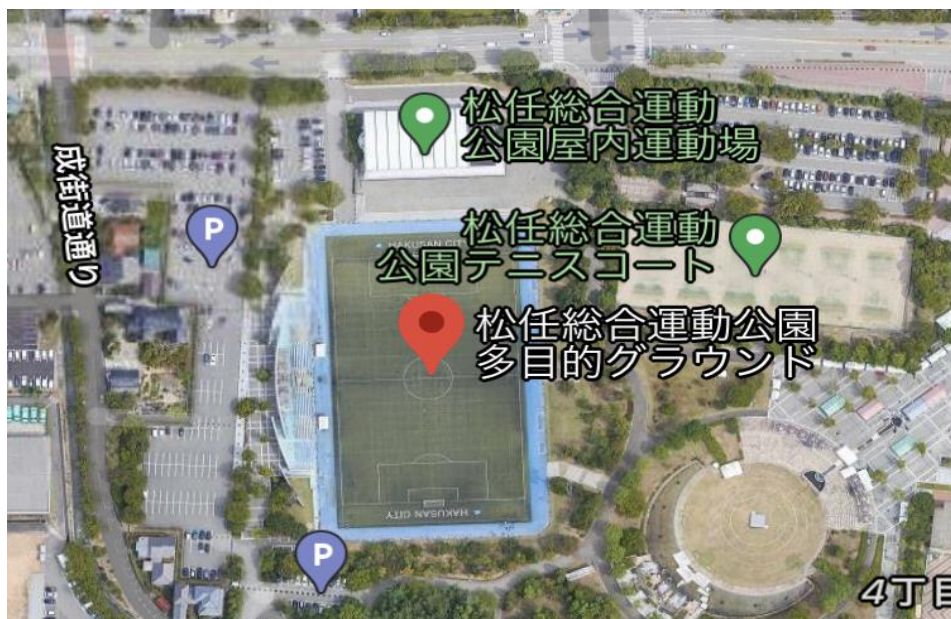 松任総合運動
公園屋内運動場
成街道通り
P
松任総合運動
公園テニスコート
HAKUSAN CITY
松任総合運動公園
多目的グラウンド
HAKUSAN CITY
P
4丁目